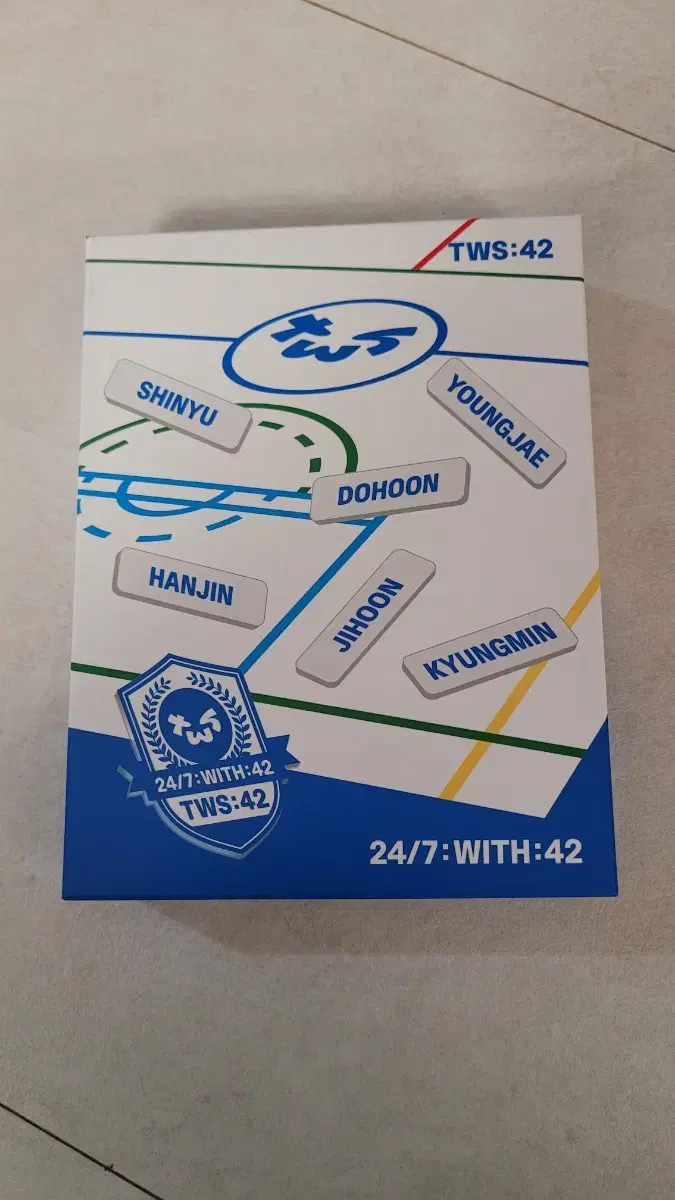 TWS:42
tws
SHINYU
YOUNGJAE
DOHOON
HANJIN
JIHOON
KYUNGMIN
tws
24/7:WITH:42
TWS:42
24/7:WITH:42